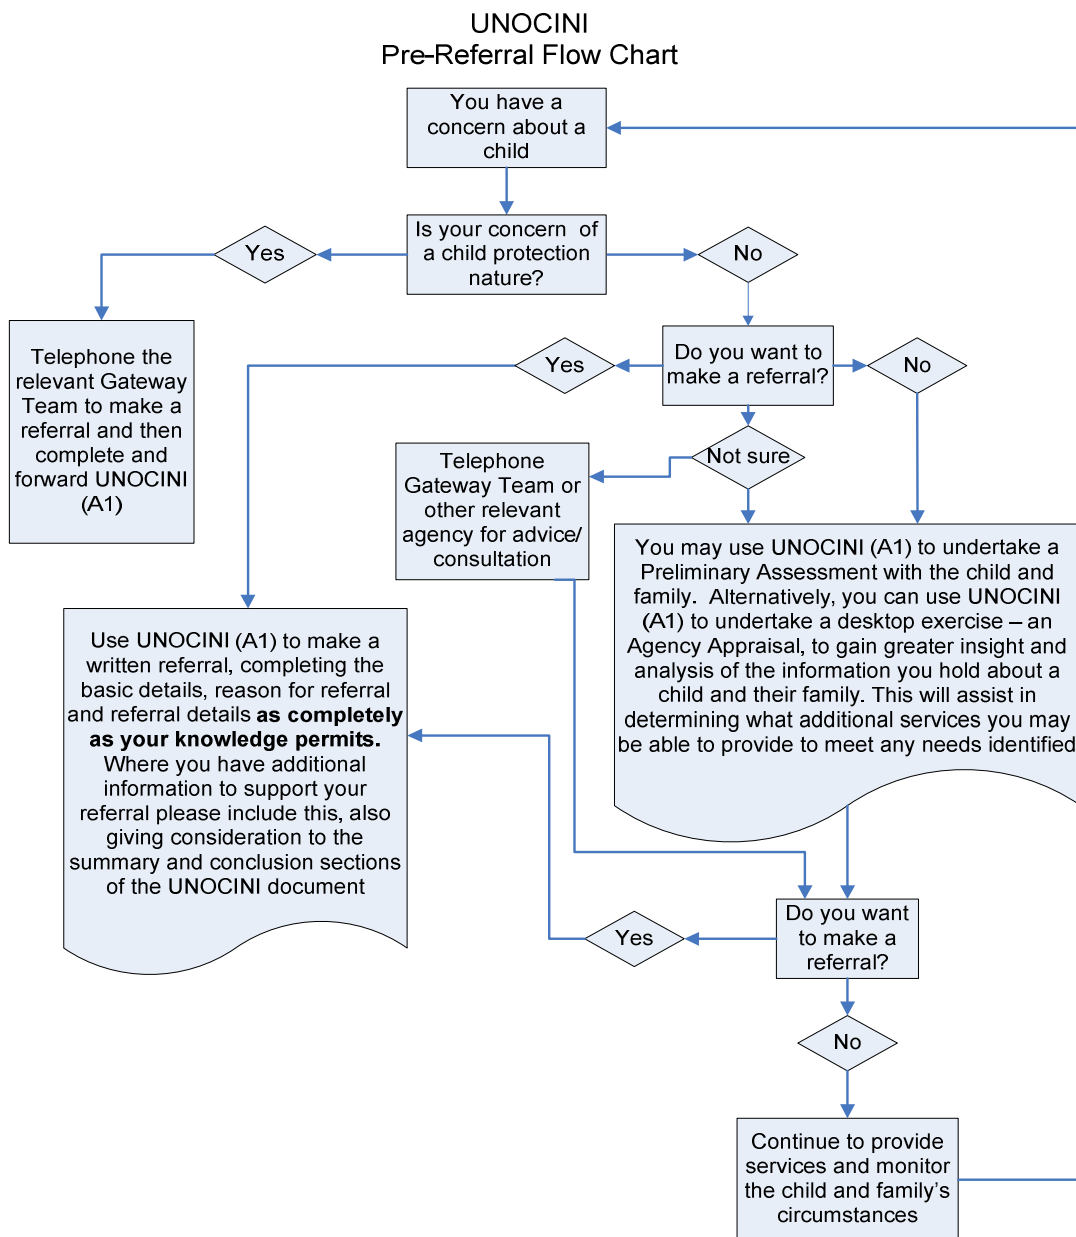 UNOCINI
Pre-Referral Flow Chart
You have a
concern about a
child
Is your concern of
a child protection
nature?
Yes
No
Telephone the
relevant Gateway
Team to make a
referral and then
complete and
forward UNOCINI
(A1)
Do you want to
make a referral?
Yes
No
Not sure
Telephone
Gateway Team or
other relevant
agency for advice/
consultation
You may use UNOCINI (A1) to undertake a
Preliminary Assessment with the child and
family. Alternatively, you can use UNOCINI
(A1) to undertake a desktop exercise – an
Agency Appraisal, to gain greater insight and
analysis of the information you hold about a
child and their family. This will assist in
determining what additional services you may
be able to provide to meet any needs identified
Use UNOCINI (A1) to make a
written referral, completing the
basic details, reason for referral
and referral details as completely
as your knowledge permits.
Where you have additional
information to support your
referral please include this, also
giving consideration to the
summary and conclusion sections
of the UNOCINI document
Do you want
to make a
referral?
Yes
No
Continue to provide
services and monitor
the child and family's
circumstances